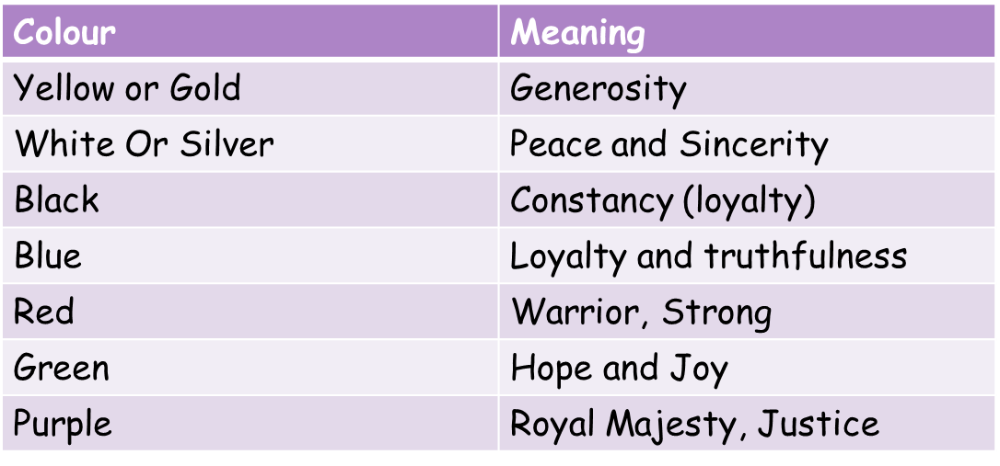 Colour Meaning
Yellow or Gold Generosity
White Or Silver Peace and Sincerity
Black Constancy (loyalty)
Blue Loyalty and truthfulness
Red Warrior, Strong
Green Hope and Joy
Purple Royal Majesty, Justice